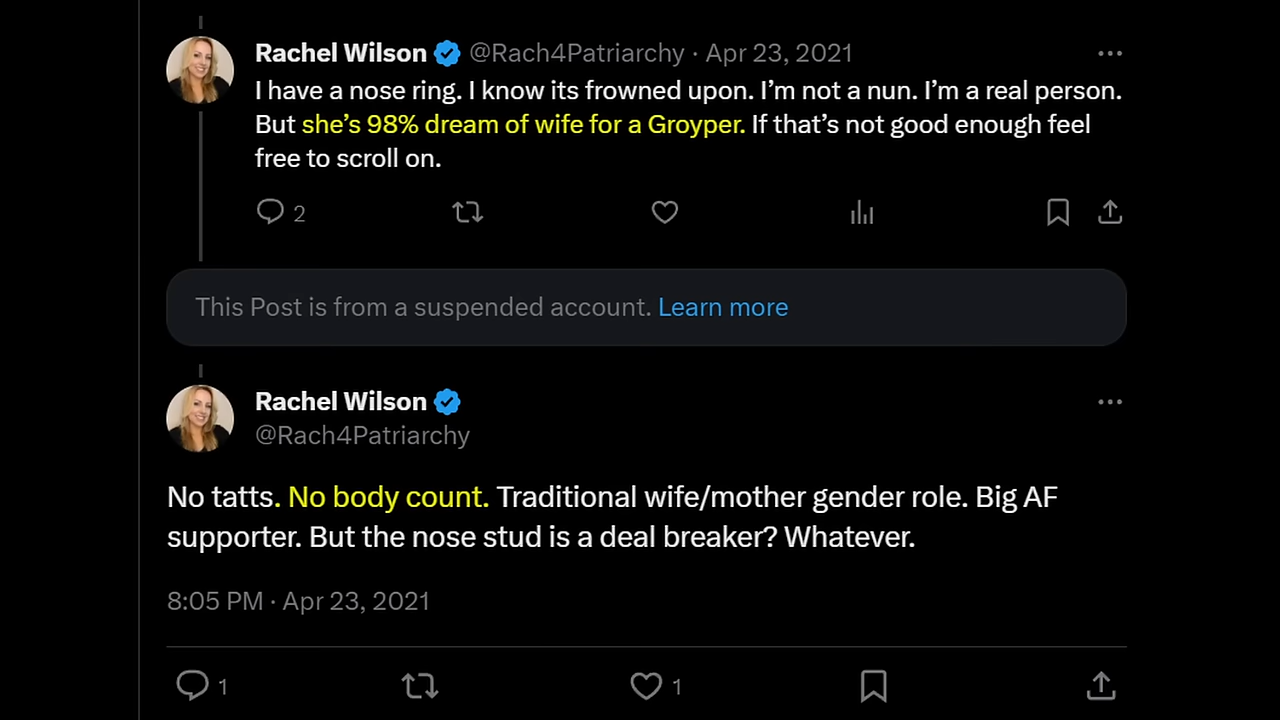 Rachel Wilson @Rach4Patriarchy · Apr 23, 2021
I have a nose ring. I know its frowned upon. I'm not a nun. I'm a real person.
But she's 98% dream of wife for a Groyper. If that's not good enough feel
free to scroll on.
2
This Post is from a suspended account. Learn more
Rachel Wilson
@Rach4Patriarchy
No tatts. No body count. Traditional wife/mother gender role. Big AF
supporter. But the nose stud is a deal breaker? Whatever.
8:05 PM · Apr 23, 2021
1 1